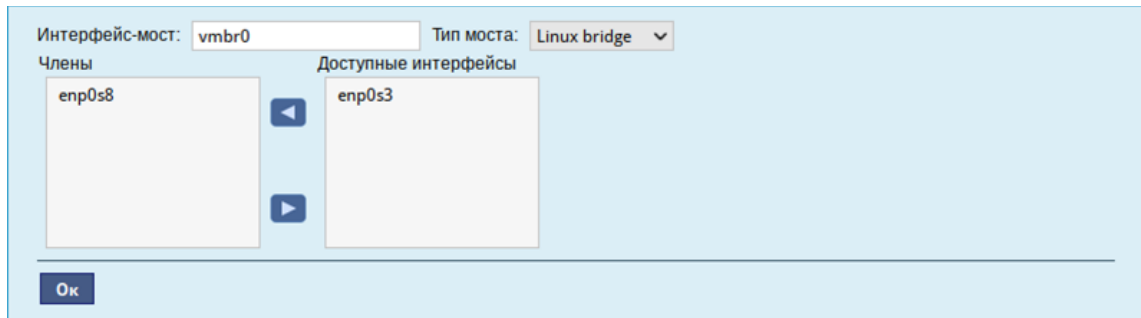 Интерфейс-мост: vmbr0 Тип моста: Linux bridge
Члены Доступные интерфейсы
enp0s8 enp0s3
Ок